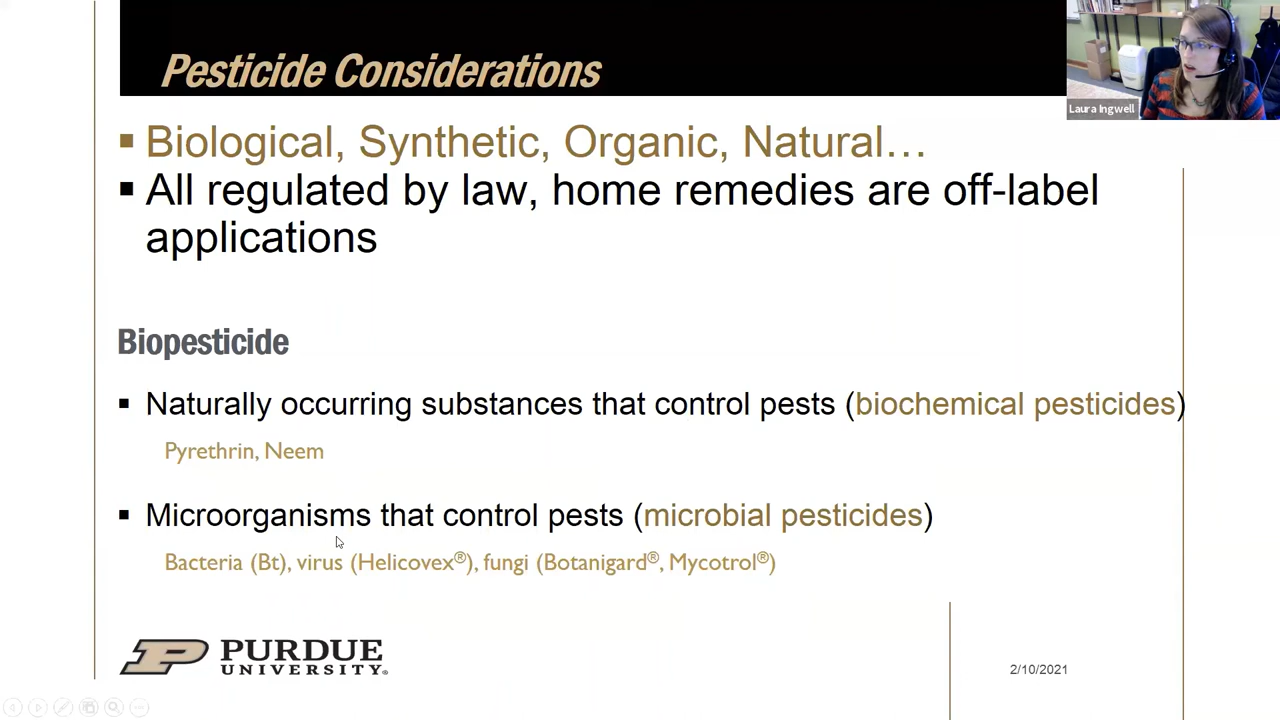 Pesticide Considerations
Laura Ingwell
▪ Biological, Synthetic, Organic, Natural…
▪ All regulated by law, home remedies are off-label
applications
Biopesticide
▪ Naturally occurring substances that control pests (biochemical pesticides)
Pyrethrin, Neem
▪ Microorganisms that control pests (microbial pesticides)
Bacteria (Bt), virus (Helicovex®), fungi (Botanigard®, Mycotrol®)
P PURDUE
UNIVERSITY®
2/10/2021